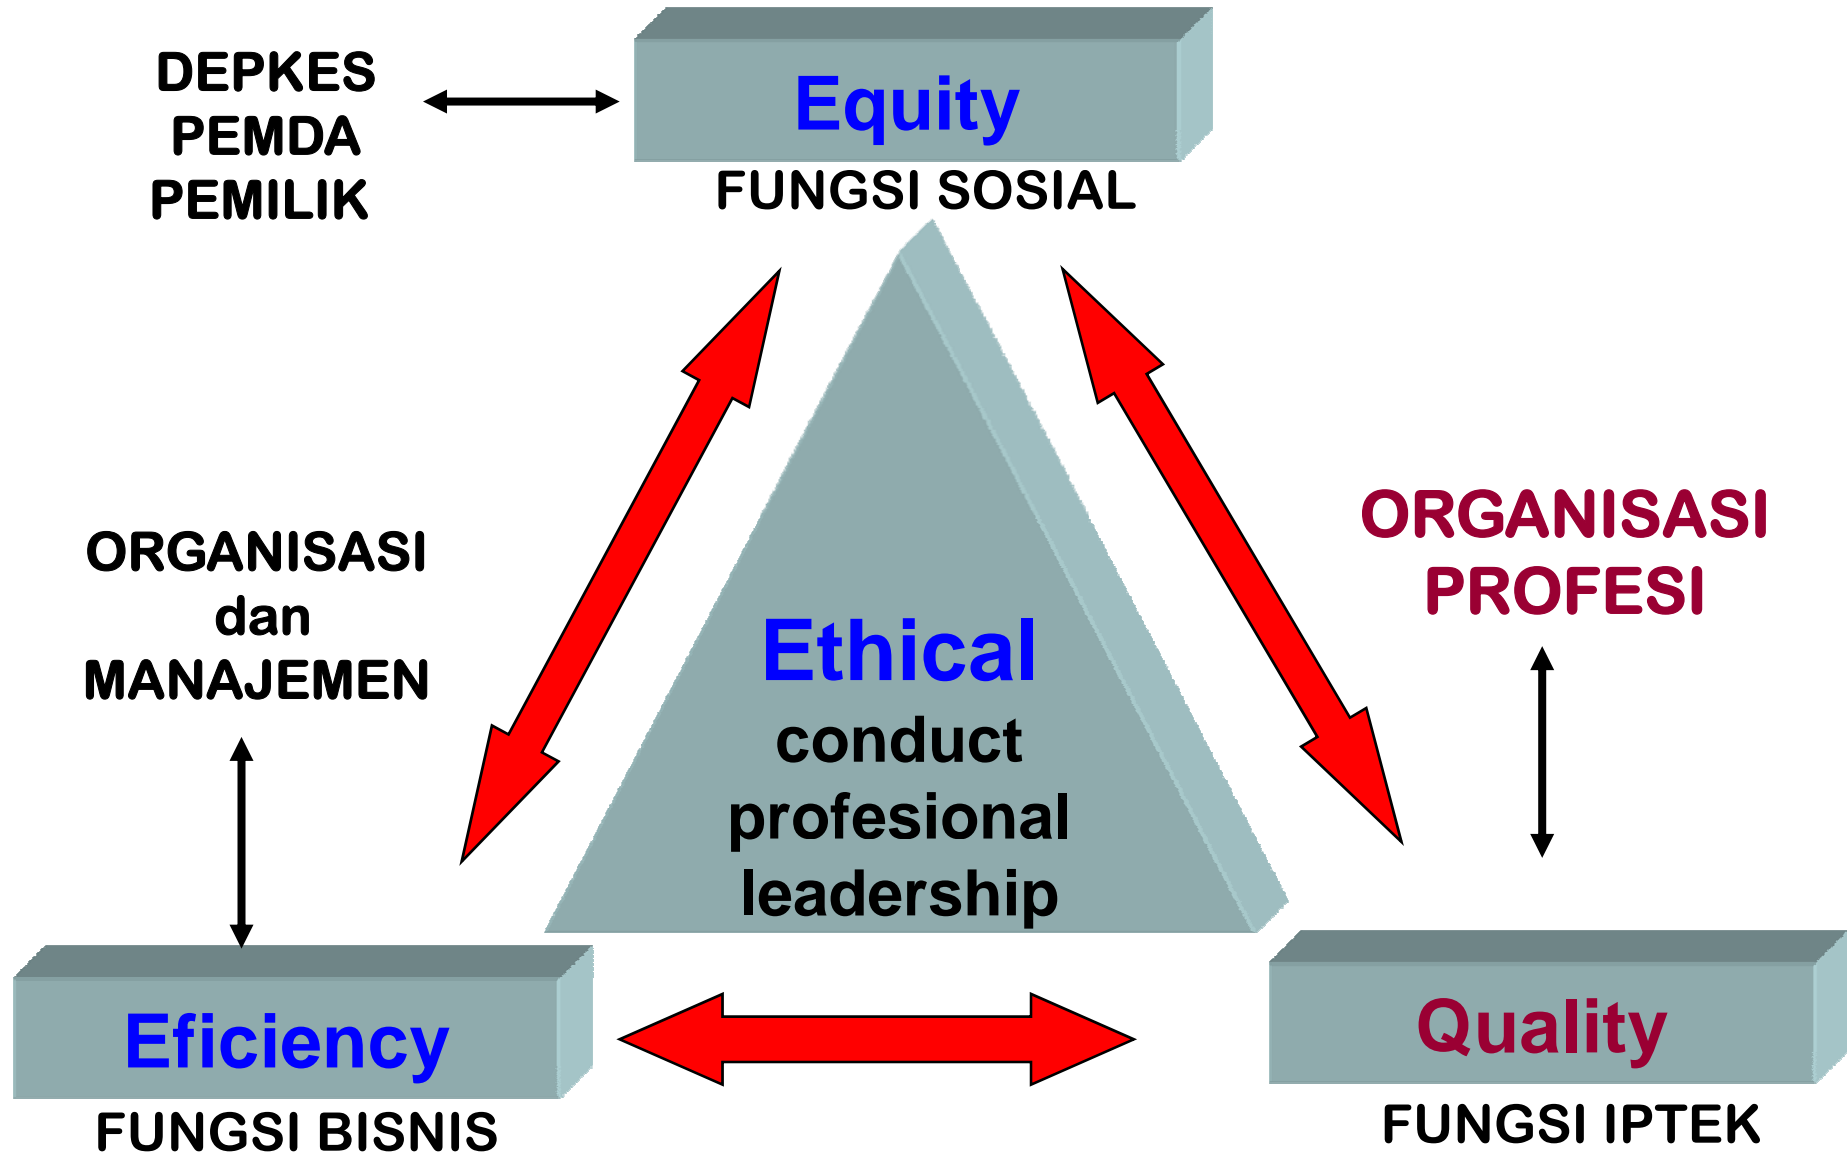 DEPKES
PEMDA
PEMILIK
Equity
FUNGSI SOSIAL
ORGANISASI
dan
MANAJEMEN
ORGANISASI
PROFESI
Ethical
conduct
profesional
leadership
Eficiency
FUNGSI BISNIS
Quality
FUNGSI IPTEK